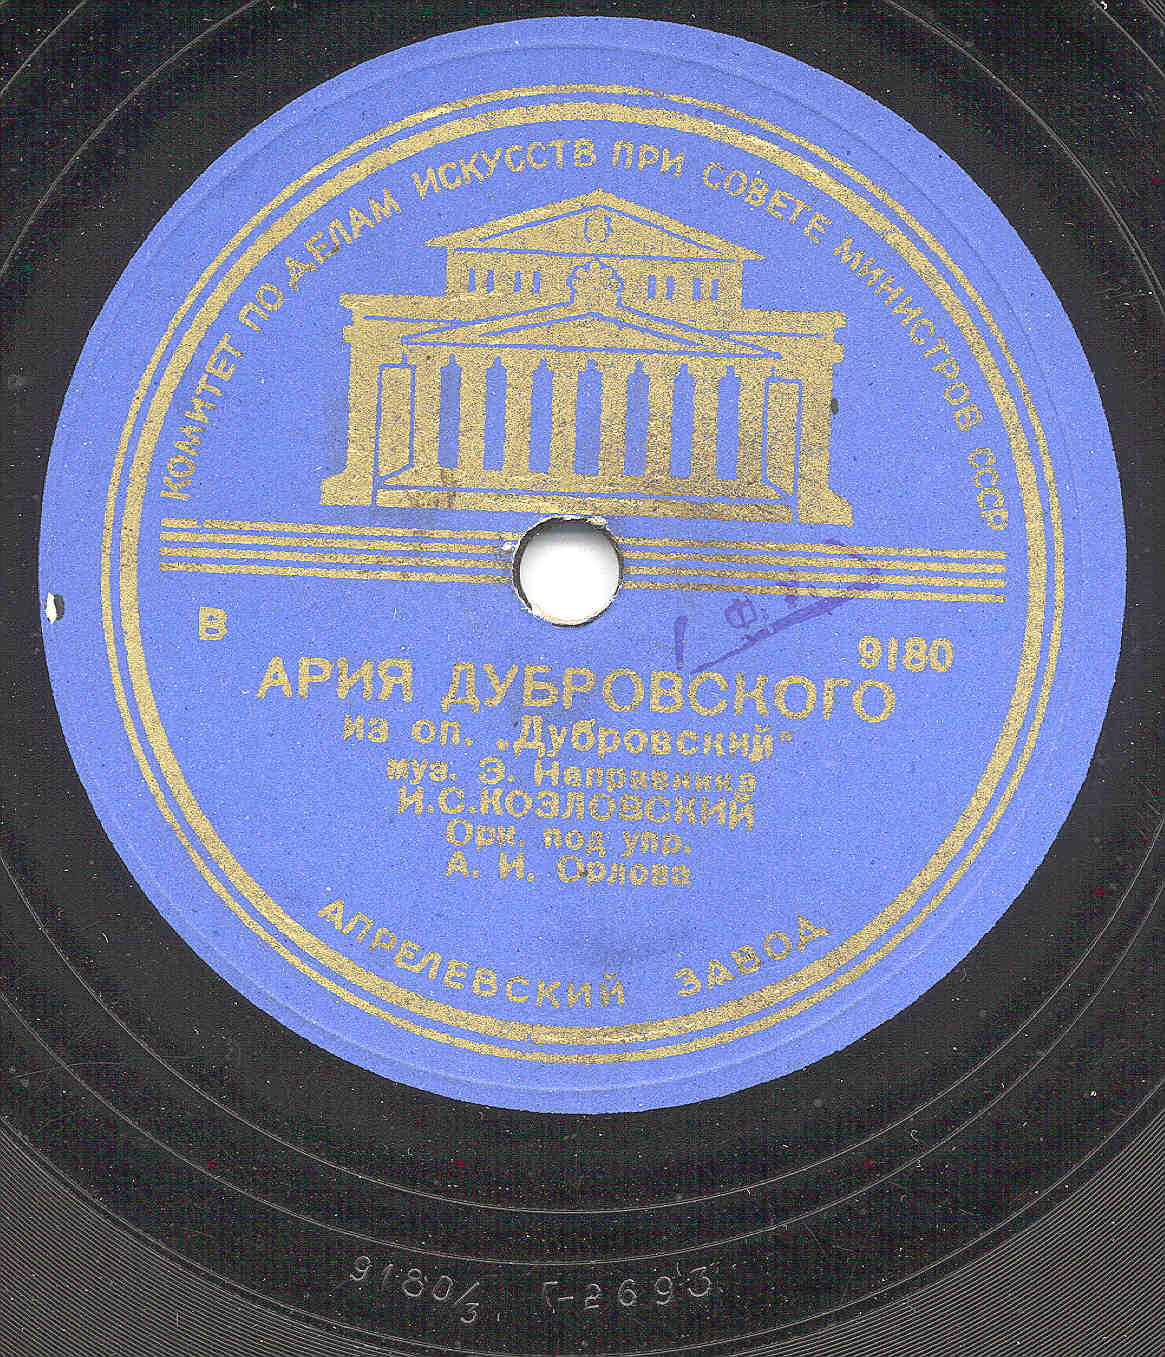 КОМИТЕТ ПО ДЕЛАМ ИСКУССТВ ПРИ СОВЕТЕ МИНИСТРОВ СССР
В
9180
АРИЯ ДУБРОВСКОГО
из оп. „Дубровский"
муз. Э. Направника
И.С.КОЗЛОВСКИЙ
Орк. под упр.
А. И. Орлова
АПРЕЛЕВСКИЙ ЗАВОД
9180/3 Г-2693